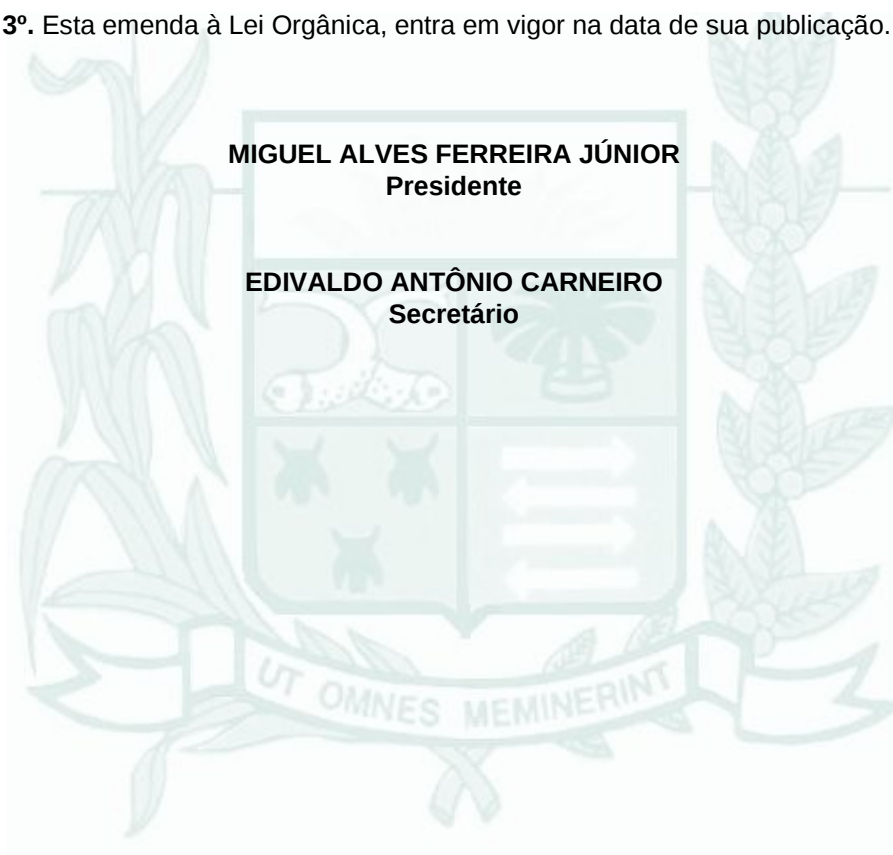 3º. Esta emenda à Lei Orgânica, entra em vigor na data de sua publicação.
MIGUEL ALVES FERREIRA JÚNIOR
Presidente
EDIVALDO ANTÔNIO CARNEIRO
Secretário
UT OMNES MEMINERINT